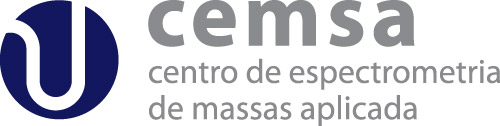 cemsa
centro de espectrometria
de massas aplicada